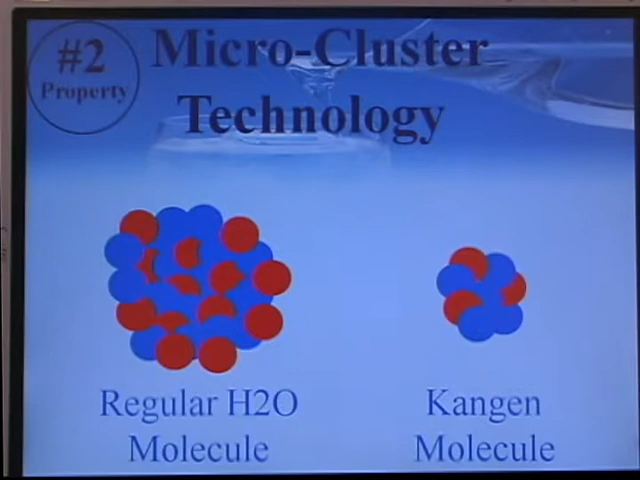 #2
Property
Micro-Cluster
Technology
Regular H2O
Molecule
Kangen
Molecule